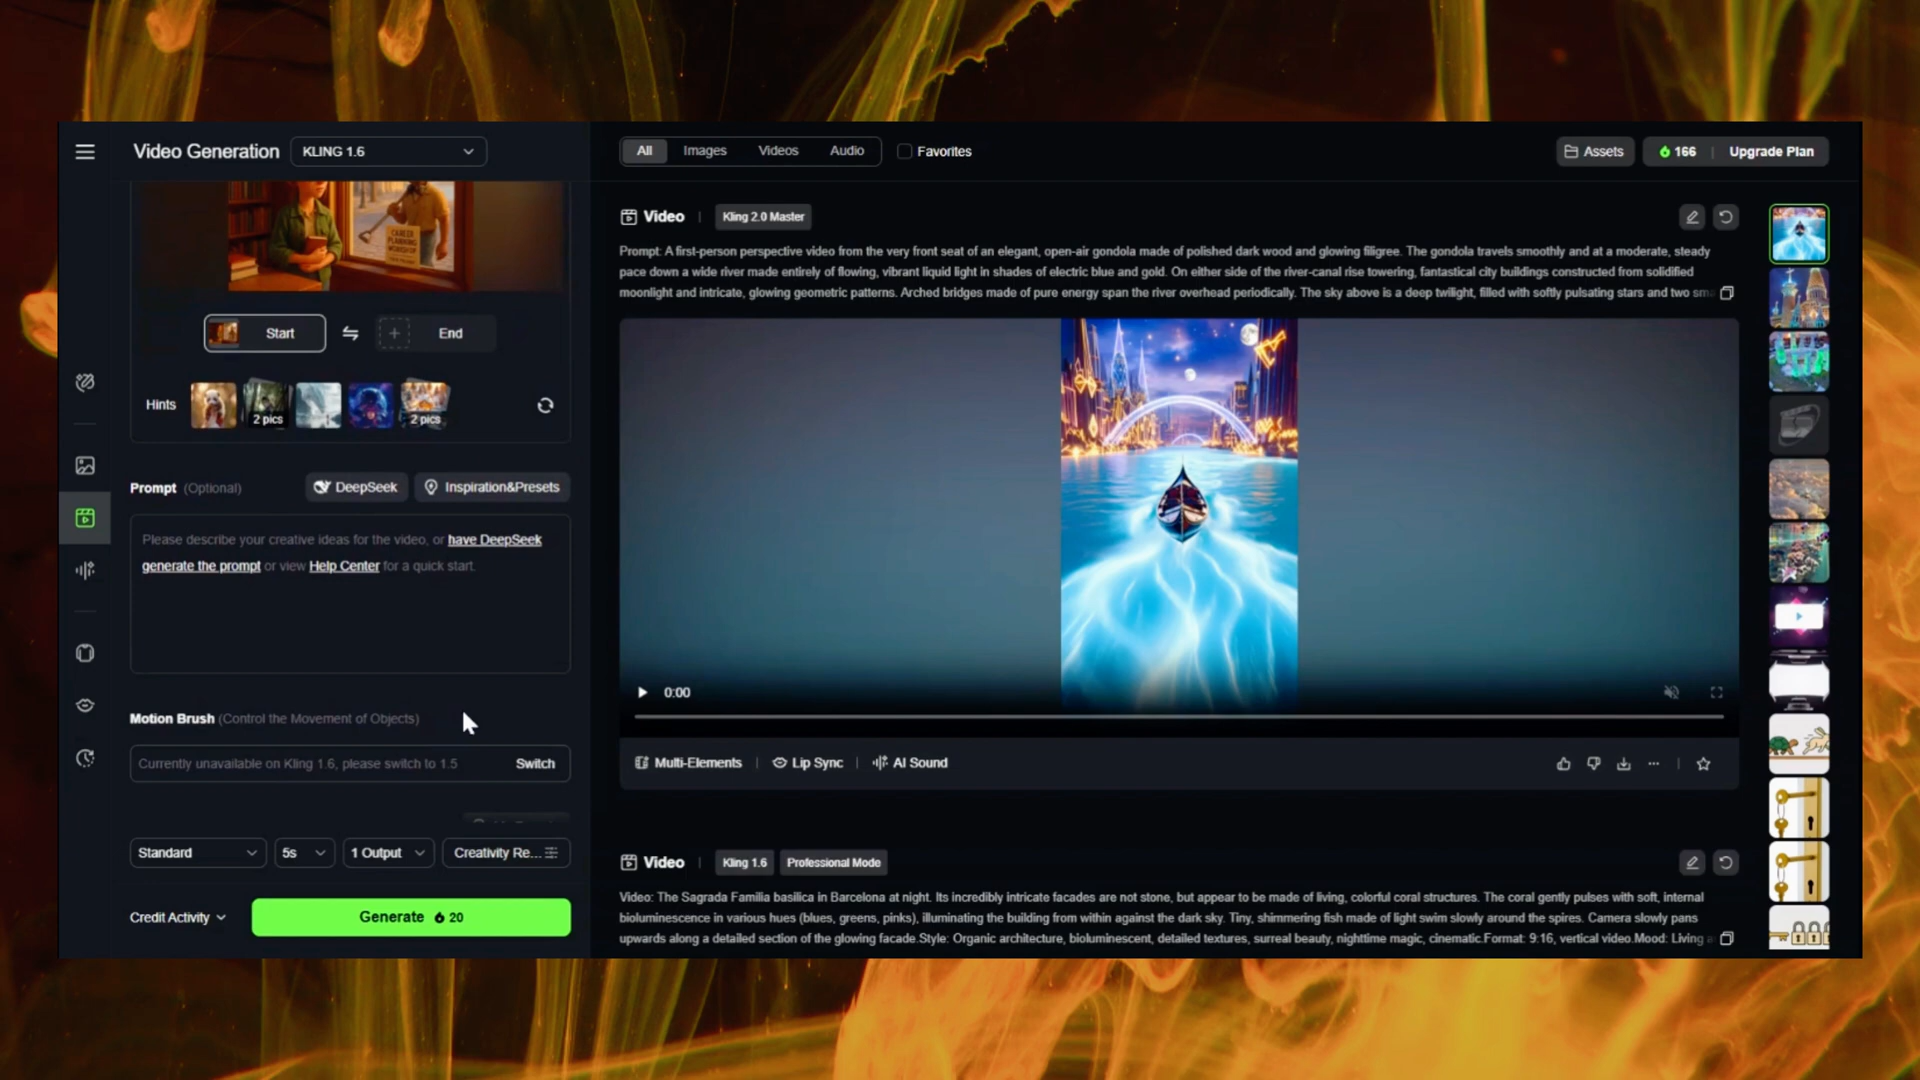 Video Generation
KLING 1.6
All
Images
Videos
Audio
Favorites
Assets
166
Upgrade Plan
CAREER
PLANNING
WORKSHOP
Start
End
Hints
2 pics
2 pics
Prompt (Optional)
DeepSeek
Inspiration&Presets
Please describe your creative ideas for the video, or have DeepSeek
generate the prompt or view Help Center for a quick start.
Motion Brush (Control the Movement of Objects)
Currently unavailable on Kling 1.6, please switch to 1.5
Switch
Standard
5s
1 Output
Creativity Re...
Credit Activity
Generate 20
Video
Kling 2.0 Master
Prompt: A first-person perspective video from the very front seat of an elegant, open-air gondola made of polished dark wood and glowing filigree. The gondola travels smoothly and at a moderate, steady
pace down a wide river made entirely of flowing, vibrant liquid light in shades of electric blue and gold. On either side of the river-canal rise towering, fantastical city buildings constructed from solidified
moonlight and intricate, glowing geometric patterns. Arched bridges made of pure energy span the river overhead periodically. The sky above is a deep twilight, filled with softly pulsating stars and two sm
0:00
Multi-Elements
Lip Sync
AI Sound
Video
Kling 1.6
Professional Mode
Video: The Sagrada Familia basilica in Barcelona at night. Its incredibly intricate facades are not stone, but appear to be made of living, colorful coral structures. The coral gently pulses with soft, internal
bioluminescence in various hues (blues, greens, pinks), illuminating the building from within against the dark sky. Tiny, shimmering fish made of light swim slowly around the spires. Camera slowly pans
upwards along a detailed section of the glowing facade.Style: Organic architecture, bioluminescent, detailed textures, surreal beauty, nighttime magic, cinematic.Format: 9:16, vertical video.Mood: Living